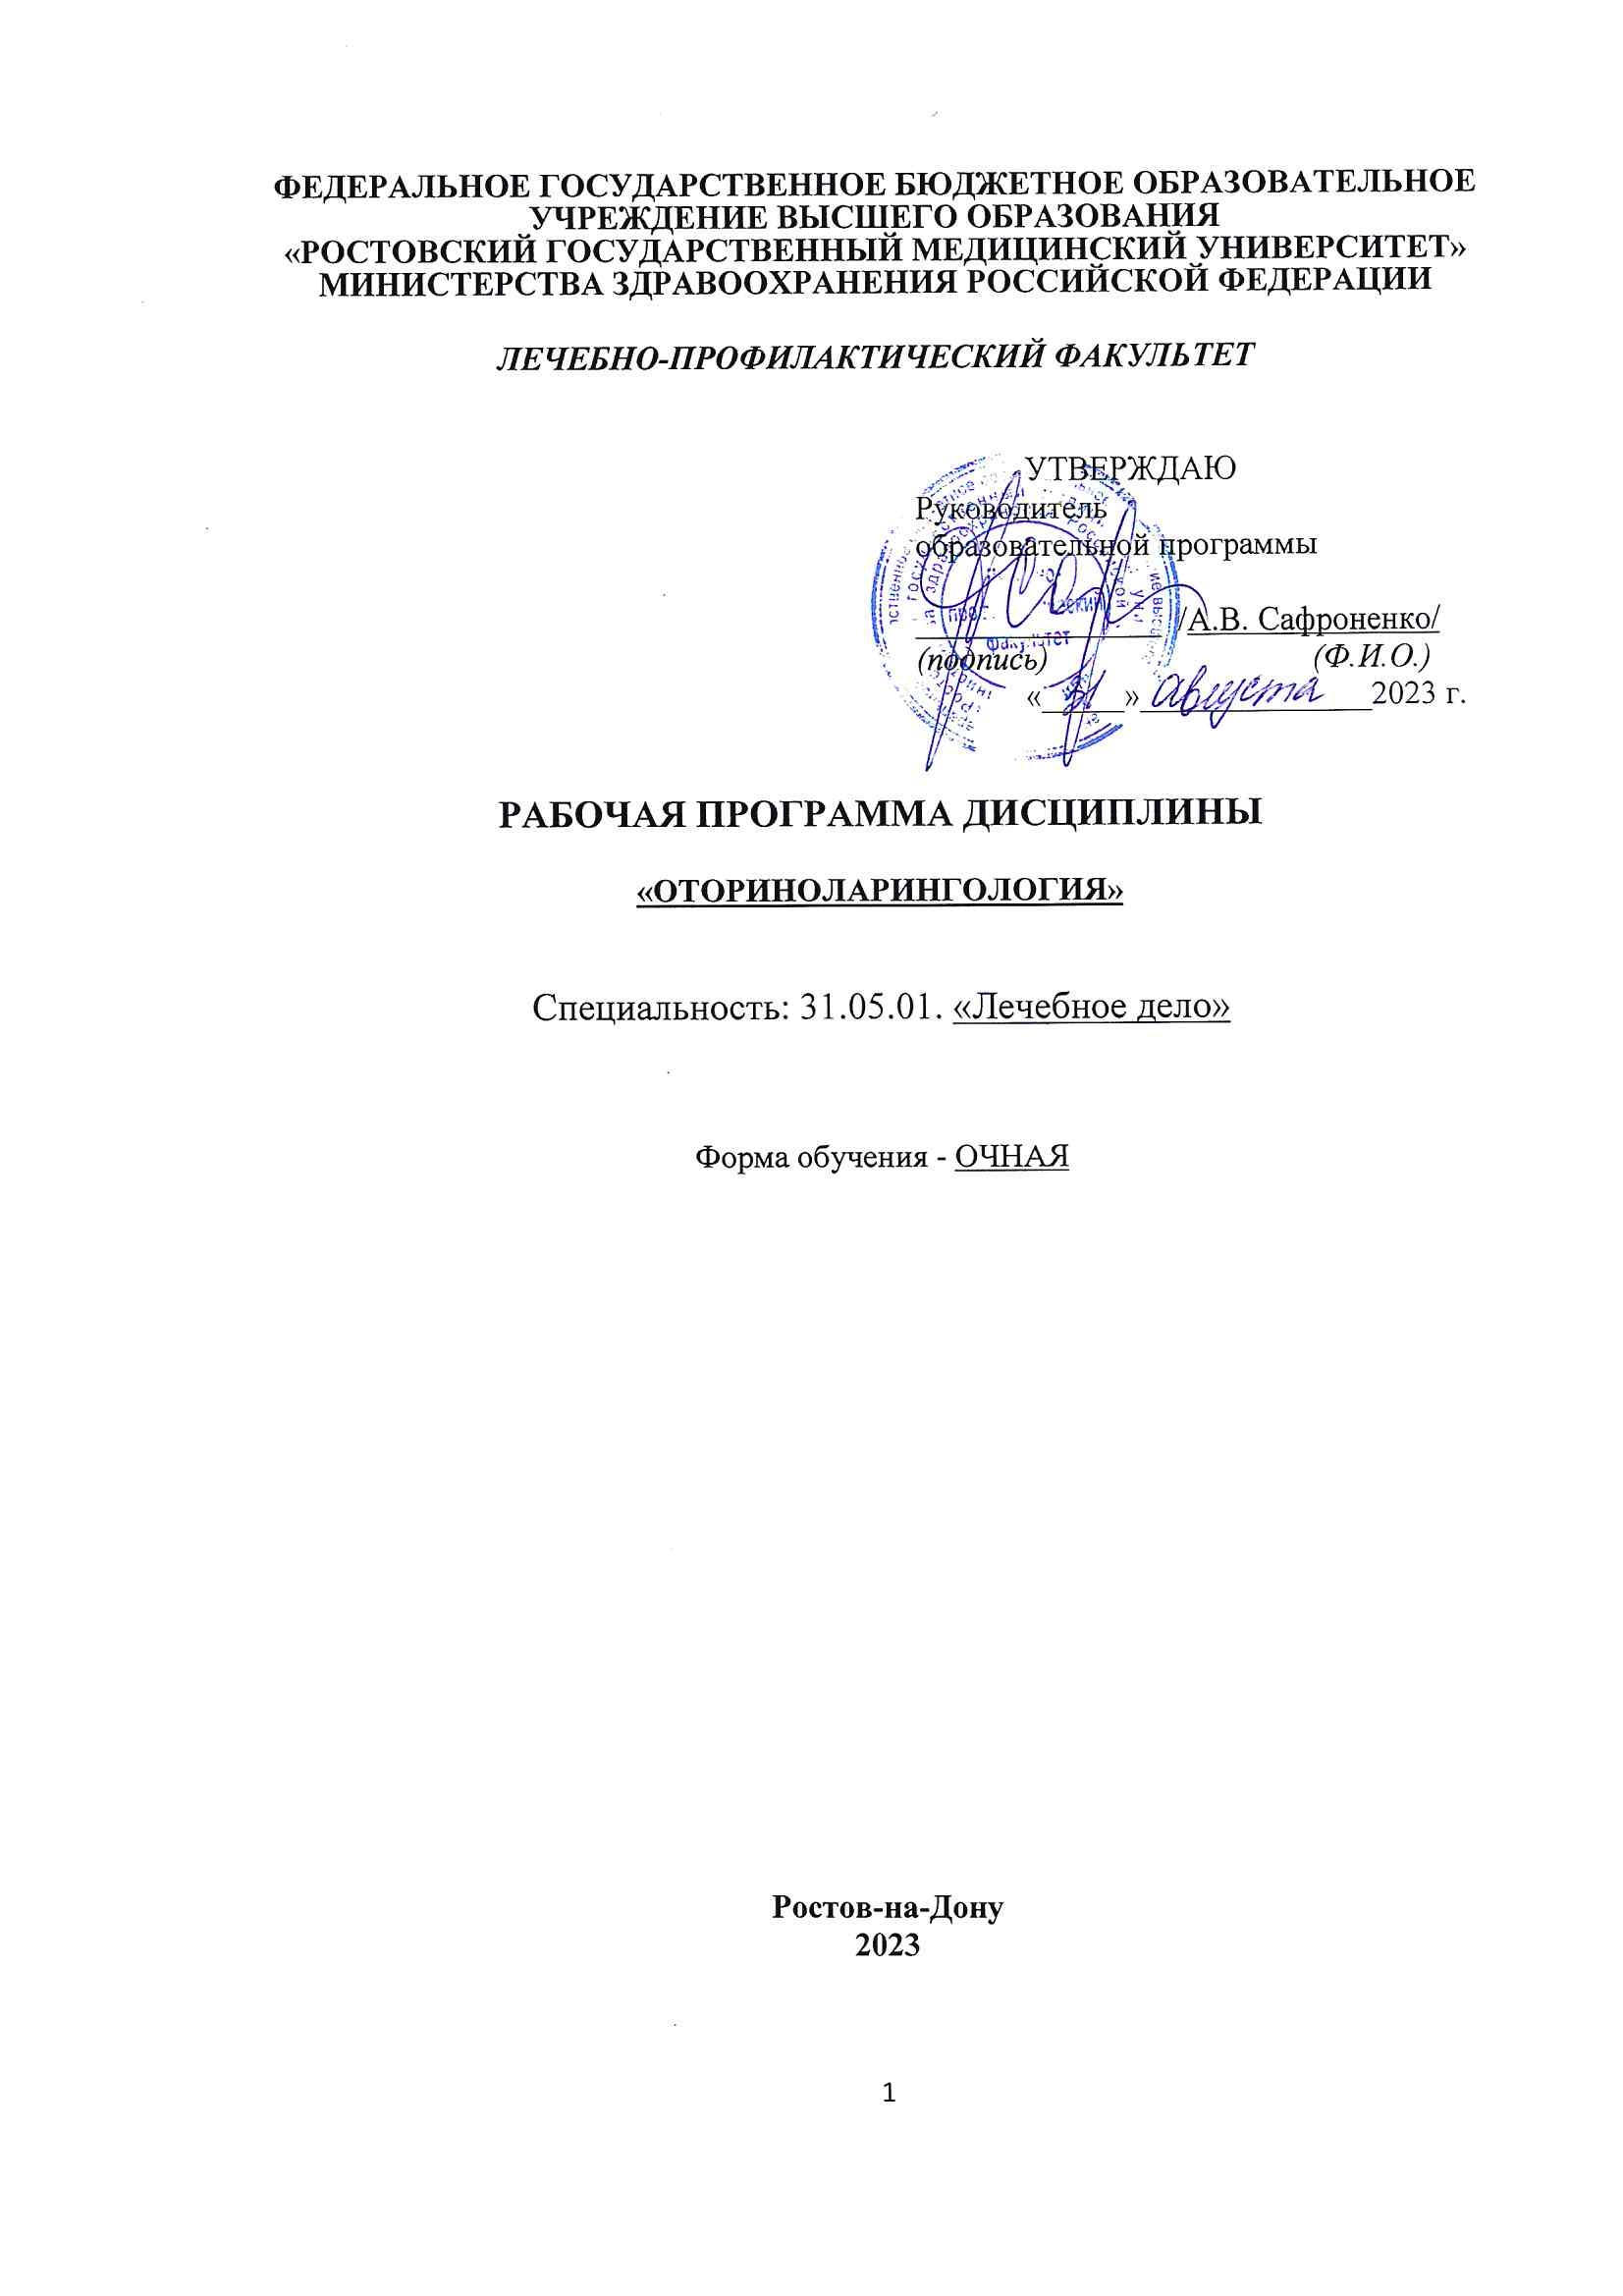 ФЕДЕРАЛЬНОЕ ГОСУДАРСТВЕННОЕ БЮДЖЕТНОЕ ОБРАЗОВАТЕЛЬНОЕ
УЧРЕЖДЕНИЕ ВЫСШЕГО ОБРАЗОВАНИЯ
«РОСТОВСКИЙ ГОСУДАРСТВЕННЫЙ МЕДИЦИНСКИЙ УНИВЕРСИТЕТ»
МИНИСТЕРСТВА ЗДРАВООХРАНЕНИЯ РОССИЙСКОЙ ФЕДЕРАЦИИ
ЛЕЧЕБНО-ПРОФИЛАКТИЧЕСКИЙ ФАКУЛЬТЕТ
УТВЕРЖДАЮ
Руководитель
образовательной программы
/А.В. Сафроненко/
(подпись) (Ф.И.О.)
«31» августа 2023 г.
факультет
РАБОЧАЯ ПРОГРАММА ДИСЦИПЛИНЫ
«ОТОРИНОЛАРИНГОЛОГИЯ»
Специальность: 31.05.01. «Лечебное дело»
Форма обучения - ОЧНАЯ
Ростов-на-Дону
2023
1